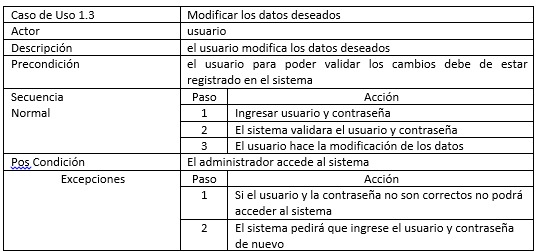 Caso de Uso 1.3 Modificar los datos deseados
Actor usuario
Descripción el usuario modifica los datos deseados
Precondición el usuario para poder validar los cambios debe de estar
registrado en el sistema
Secuencia Paso Acción
Normal 1 Ingresar usuario y contraseña
2 El sistema validara el usuario y contraseña
3 El usuario hace la modificación de los datos
Pos Condición El administrador accede al sistema
Excepciones Paso Acción
1 Si el usuario y la contraseña no son correctos no podrá
acceder al sistema
2 El sistema pedirá que ingrese el usuario y contraseña
de nuevo